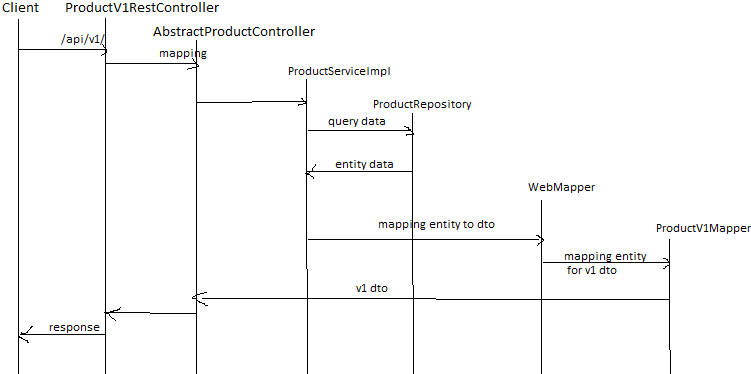 Client
ProductV1RestController
AbstractProductController
/api/v1/
mapping
ProductServiceImpl
ProductRepository
query data
entity data
WebMapper
mapping entity to dto
ProductV1Mapper
mapping entity
for v1 dto
v1 dto
response